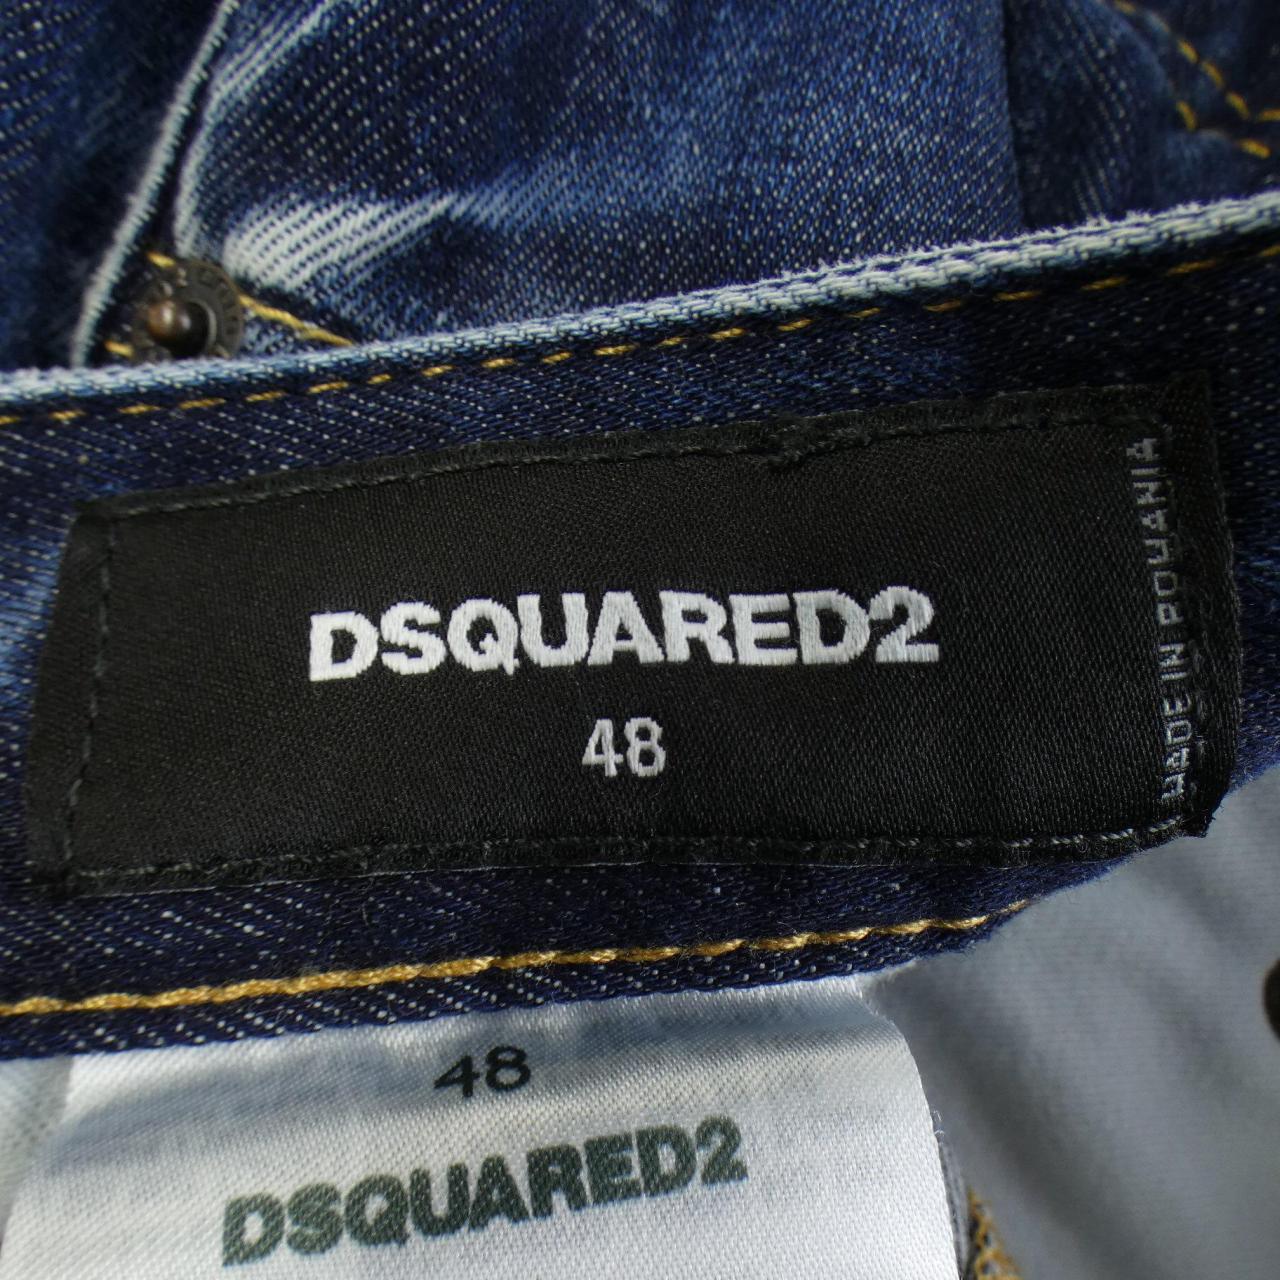 DSQUARED2
48
MADE IN ROMANIA
48
DSQUARED2